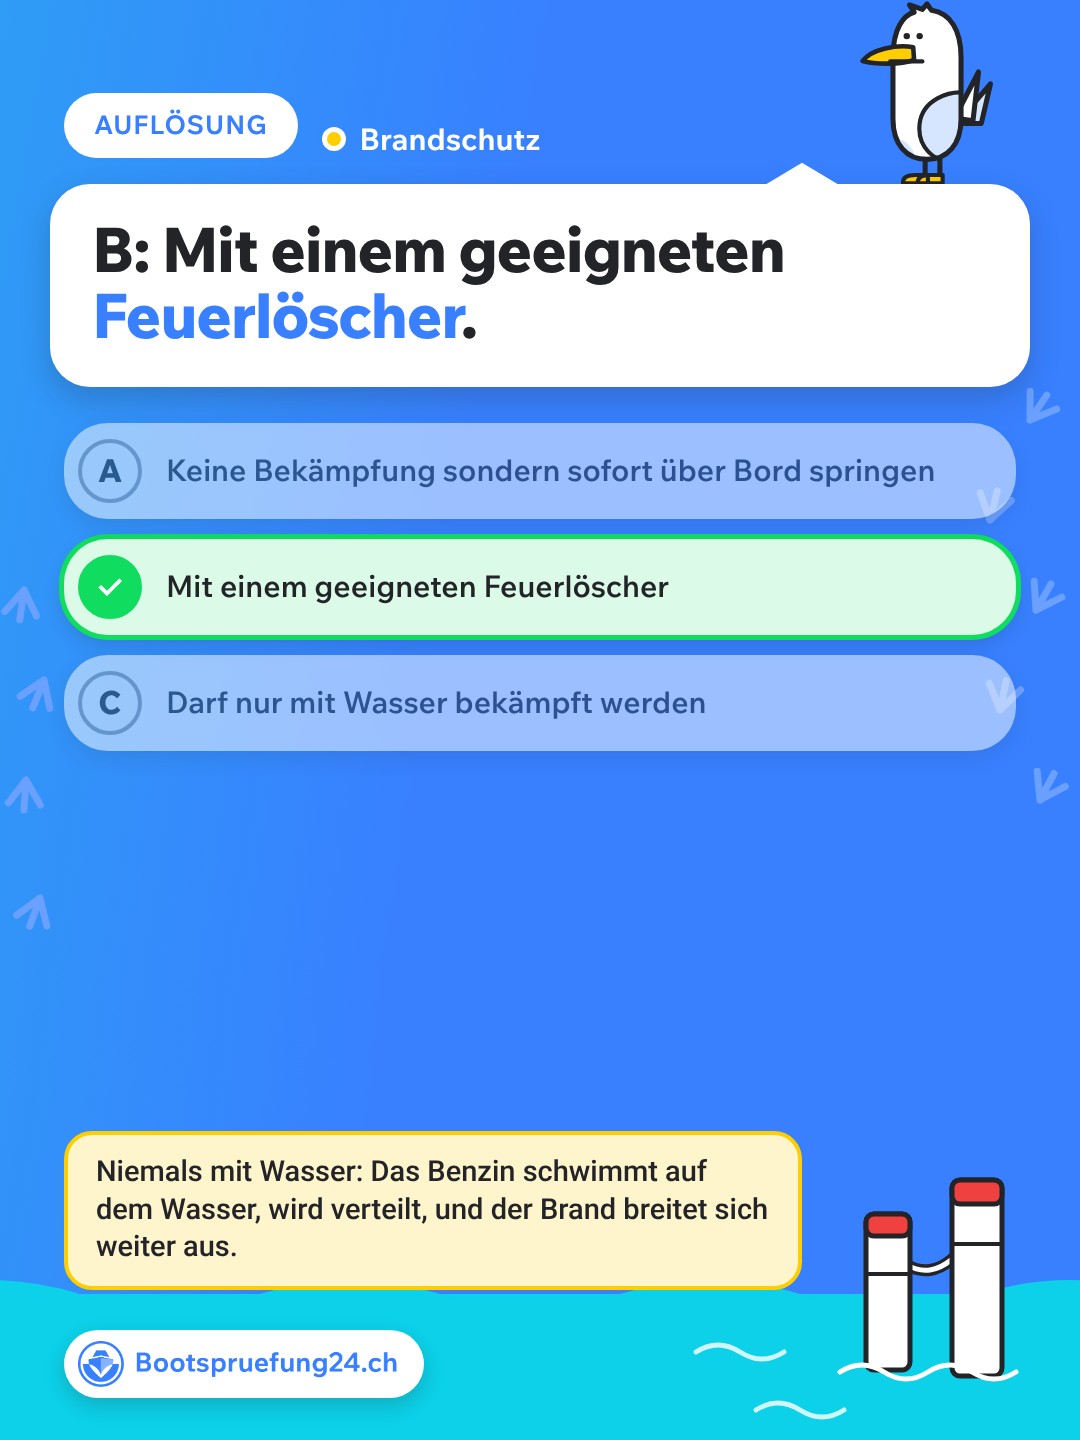 AUFLÖSUNG
Brandschutz
B: Mit einem geeigneten
Feuerlöscher.
A Keine Bekämpfung sondern sofort über Bord springen
Mit einem geeigneten Feuerlöscher
C Darf nur mit Wasser bekämpft werden
Niemals mit Wasser: Das Benzin schwimmt auf
dem Wasser, wird verteilt, und der Brand breitet sich
weiter aus.
Bootspruefung24.ch